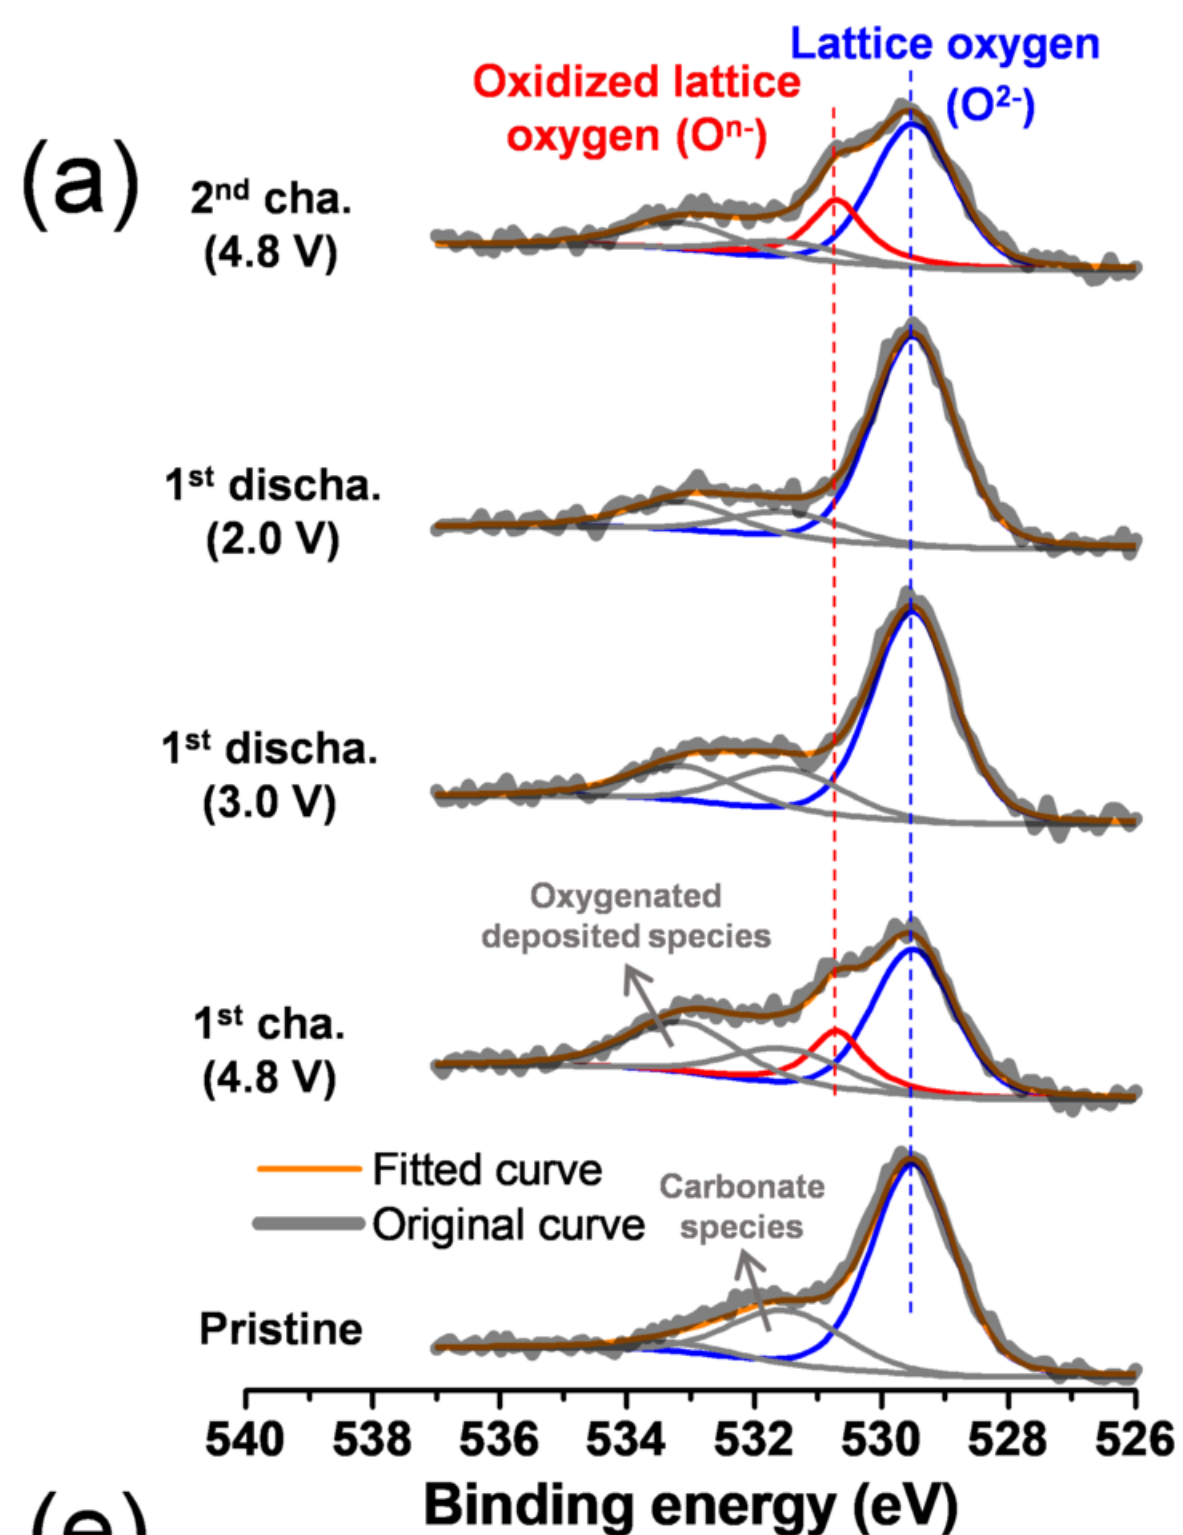 Lattice oxygen
(O²⁻)
Oxidized lattice
oxygen (Oⁿ⁻)
(a)
2ⁿᵈ cha.
(4.8 V)
1ˢᵗ discha.
(2.0 V)
1ˢᵗ discha.
(3.0 V)
Oxygenated
deposited species
1ˢᵗ cha.
(4.8 V)
Fitted curve
Original curve
Carbonate
species
Pristine
540 538 536 534 532 530 528 526
Binding energy (eV)
(e)